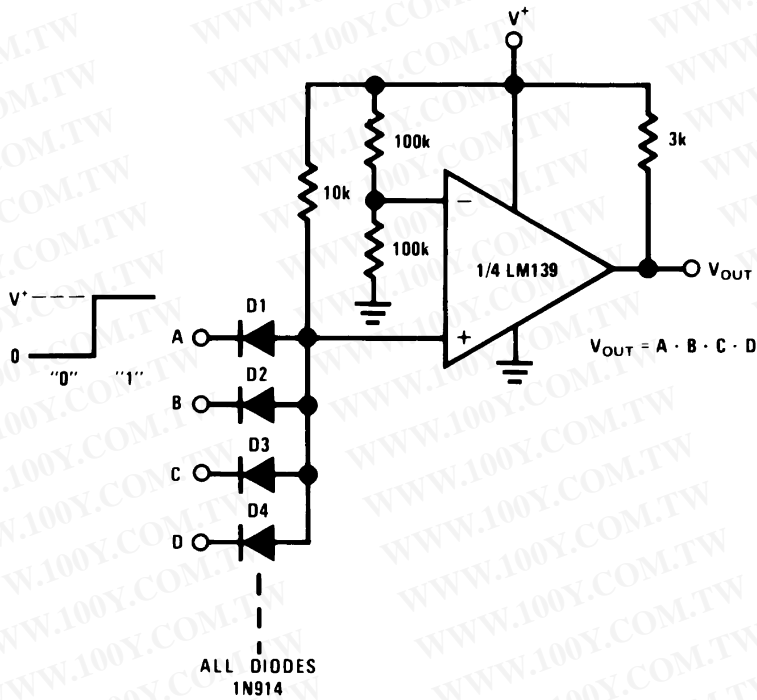 V+
100k
3k
10k
−
100k
1/4 LM139
VOUT
V+
D1
A
+
0
VOUT = A · B · C · D
"0" "1"
D2
B
D3
C
D4
D
ALL DIODES
1N914
WWW.100Y.COM.TW